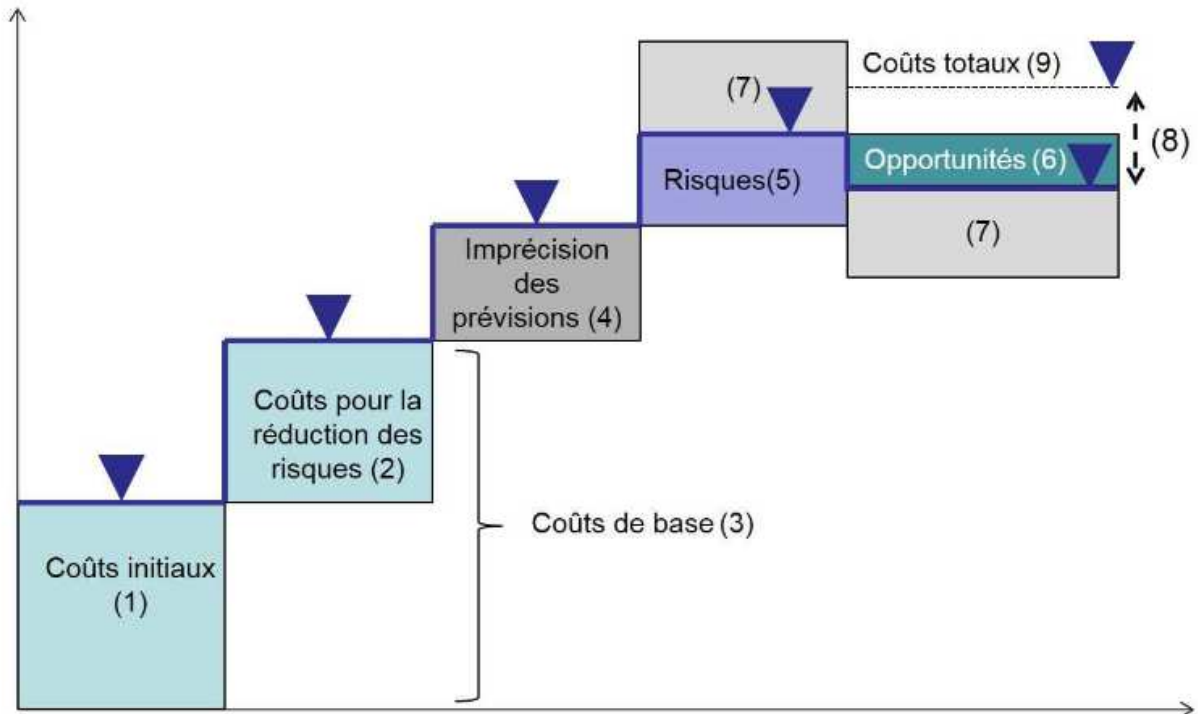 (7)
Coûts totaux (9)
(8)
Opportunités (6)
Risques(5)
(7)
Imprécision
des
prévisions (4)
Coûts pour la
réduction des
risques (2)
Coûts de base (3)
Coûts initiaux
(1)